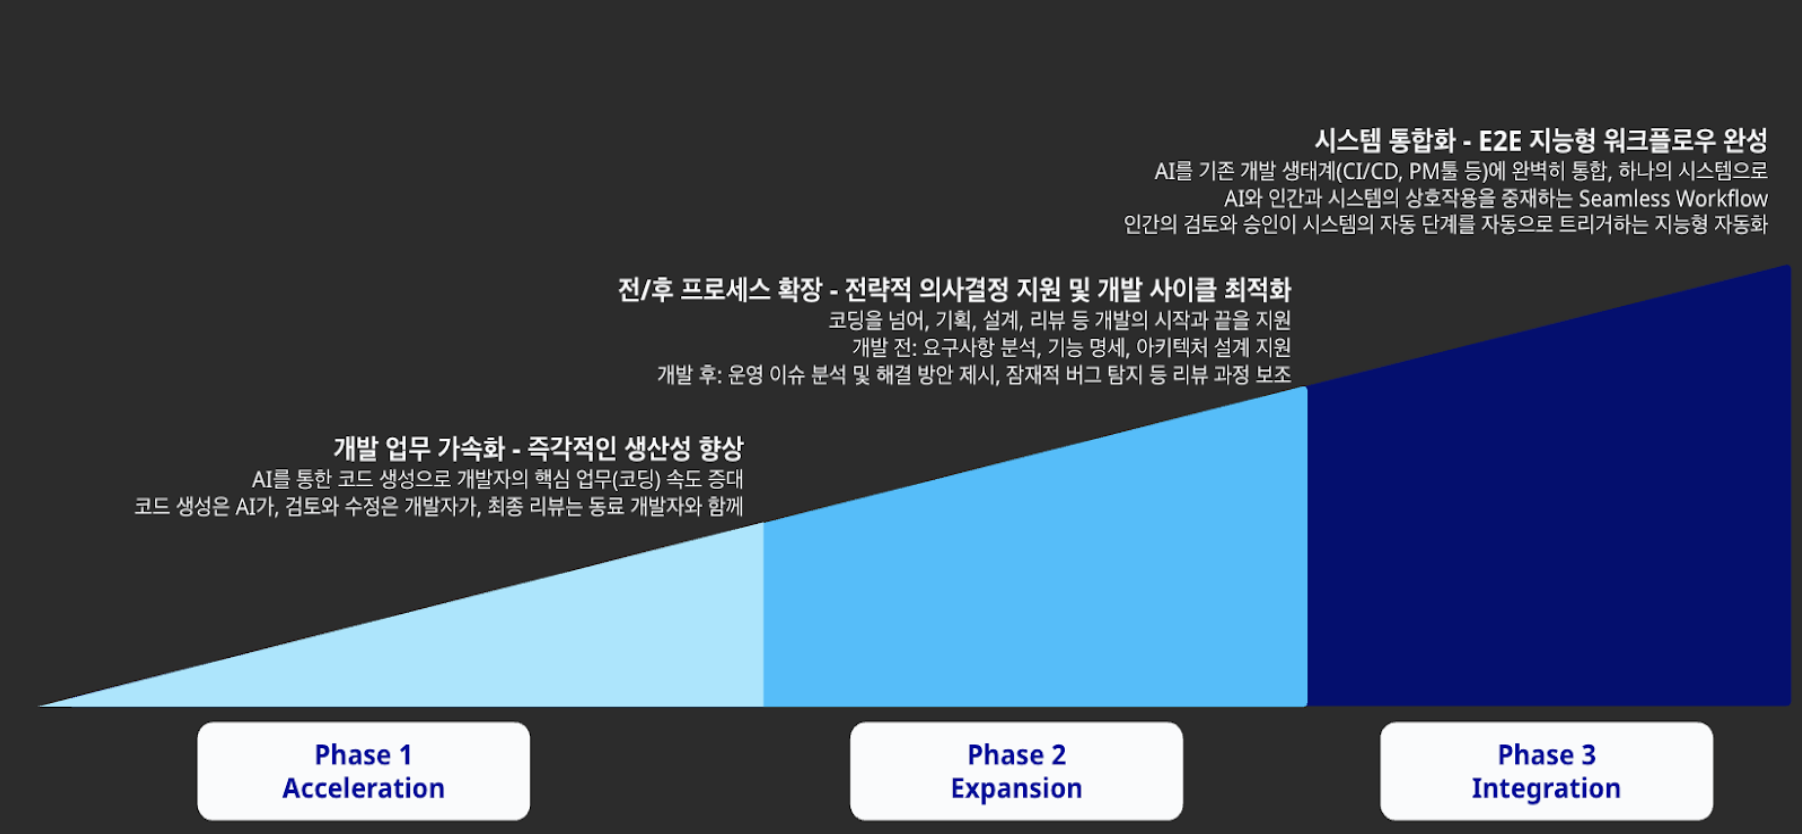 시스템 통합화 - E2E 지능형 워크플로우 완성
AI를 기존 개발 생태계(CI/CD, PM툴 등)에 완벽히 통합, 하나의 시스템으로
AI와 인간과 시스템의 상호작용을 중재하는 Seamless Workflow
인간의 검토와 승인이 시스템의 자동 단계를 자동으로 트리거하는 지능형 자동화
전/후 프로세스 확장 - 전략적 의사결정 지원 및 개발 사이클 최적화
코딩을 넘어, 기획, 설계, 리뷰 등 개발의 시작과 끝을 지원
개발 전: 요구사항 분석, 기능 명세, 아키텍처 설계 지원
개발 후: 운영 이슈 분석 및 해결 방안 제시, 잠재적 버그 탐지 등 리뷰 과정 보조
개발 업무 가속화 - 즉각적인 생산성 향상
AI를 통한 코드 생성으로 개발자의 핵심 업무(코딩) 속도 증대
코드 생성은 AI가, 검토와 수정은 개발자가, 최종 리뷰는 동료 개발자와 함께
Phase 1
Acceleration
Phase 2
Expansion
Phase 3
Integration